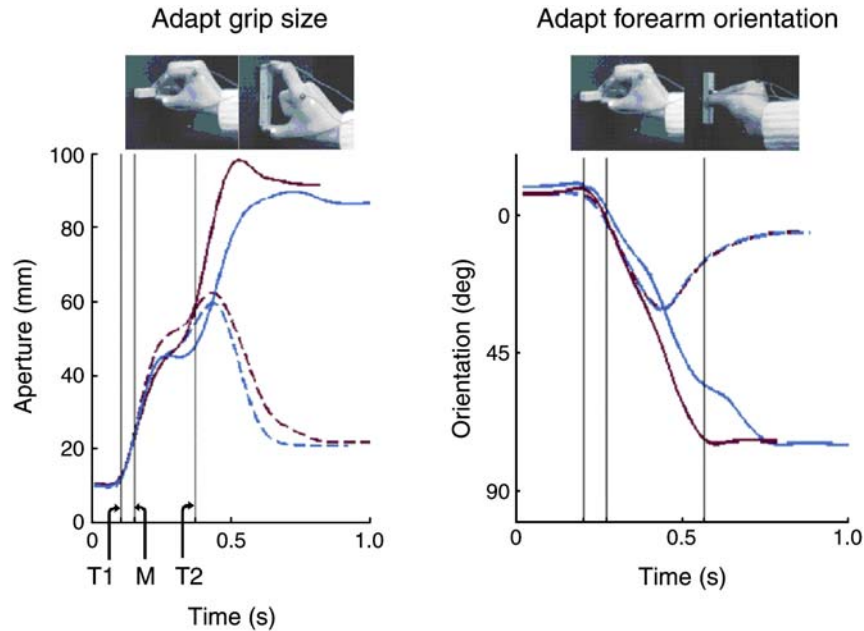 Adapt grip size
Adapt forearm orientation
100
80
60
40
20
0
Aperture (mm)
0
0.5
1.0
T1
M
T2
Time (s)
0
45
90
Orientation (deg)
0
0.5
1.0
Time (s)